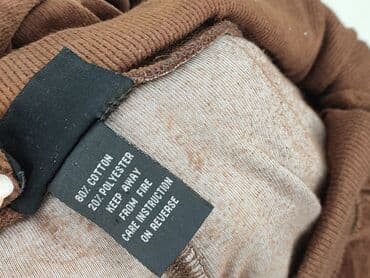 80% COTTON
20% POLYESTER
KEEP AWAY
FROM FIRE
CARE INSTRUCTION
ON REVERSE